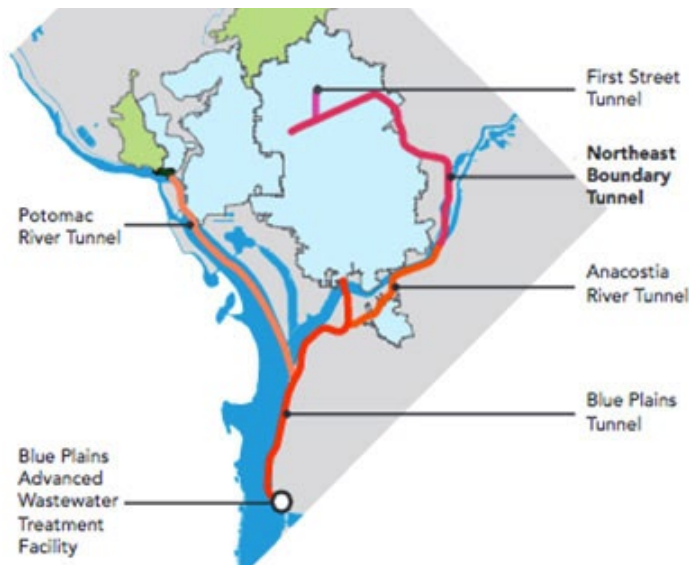 First Street
Tunnel
Northeast
Boundary
Tunnel
Potomac
River Tunnel
Anacostia
River Tunnel
Blue Plains
Tunnel
Blue Plains
Advanced
Wastewater
Treatment
Facility